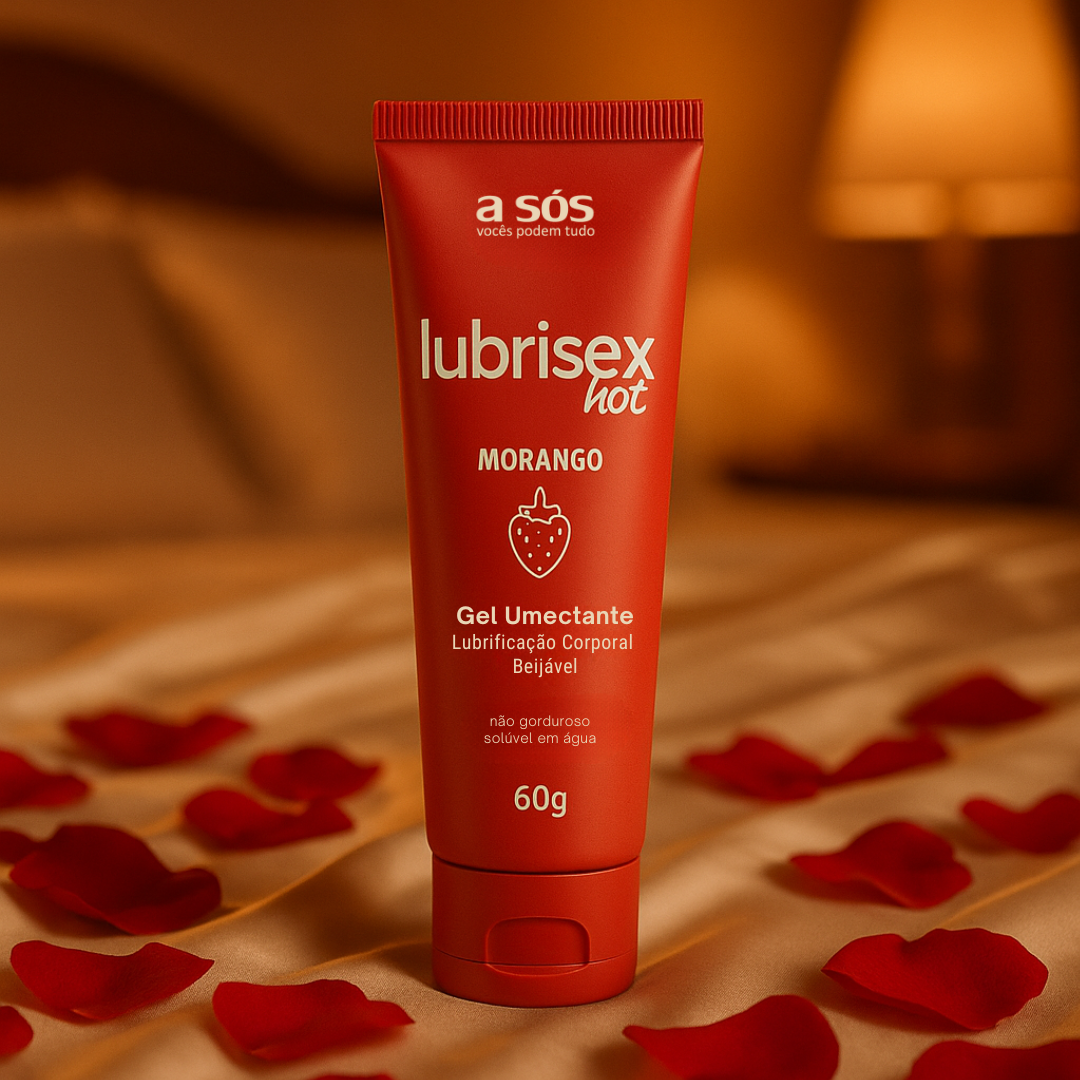 a sós
vocês podem tudo
lubrisex
hot
MORANGO
Gel Umectante
Lubrificação Corporal
Beijável
não gorduroso
solúvel em água
60g